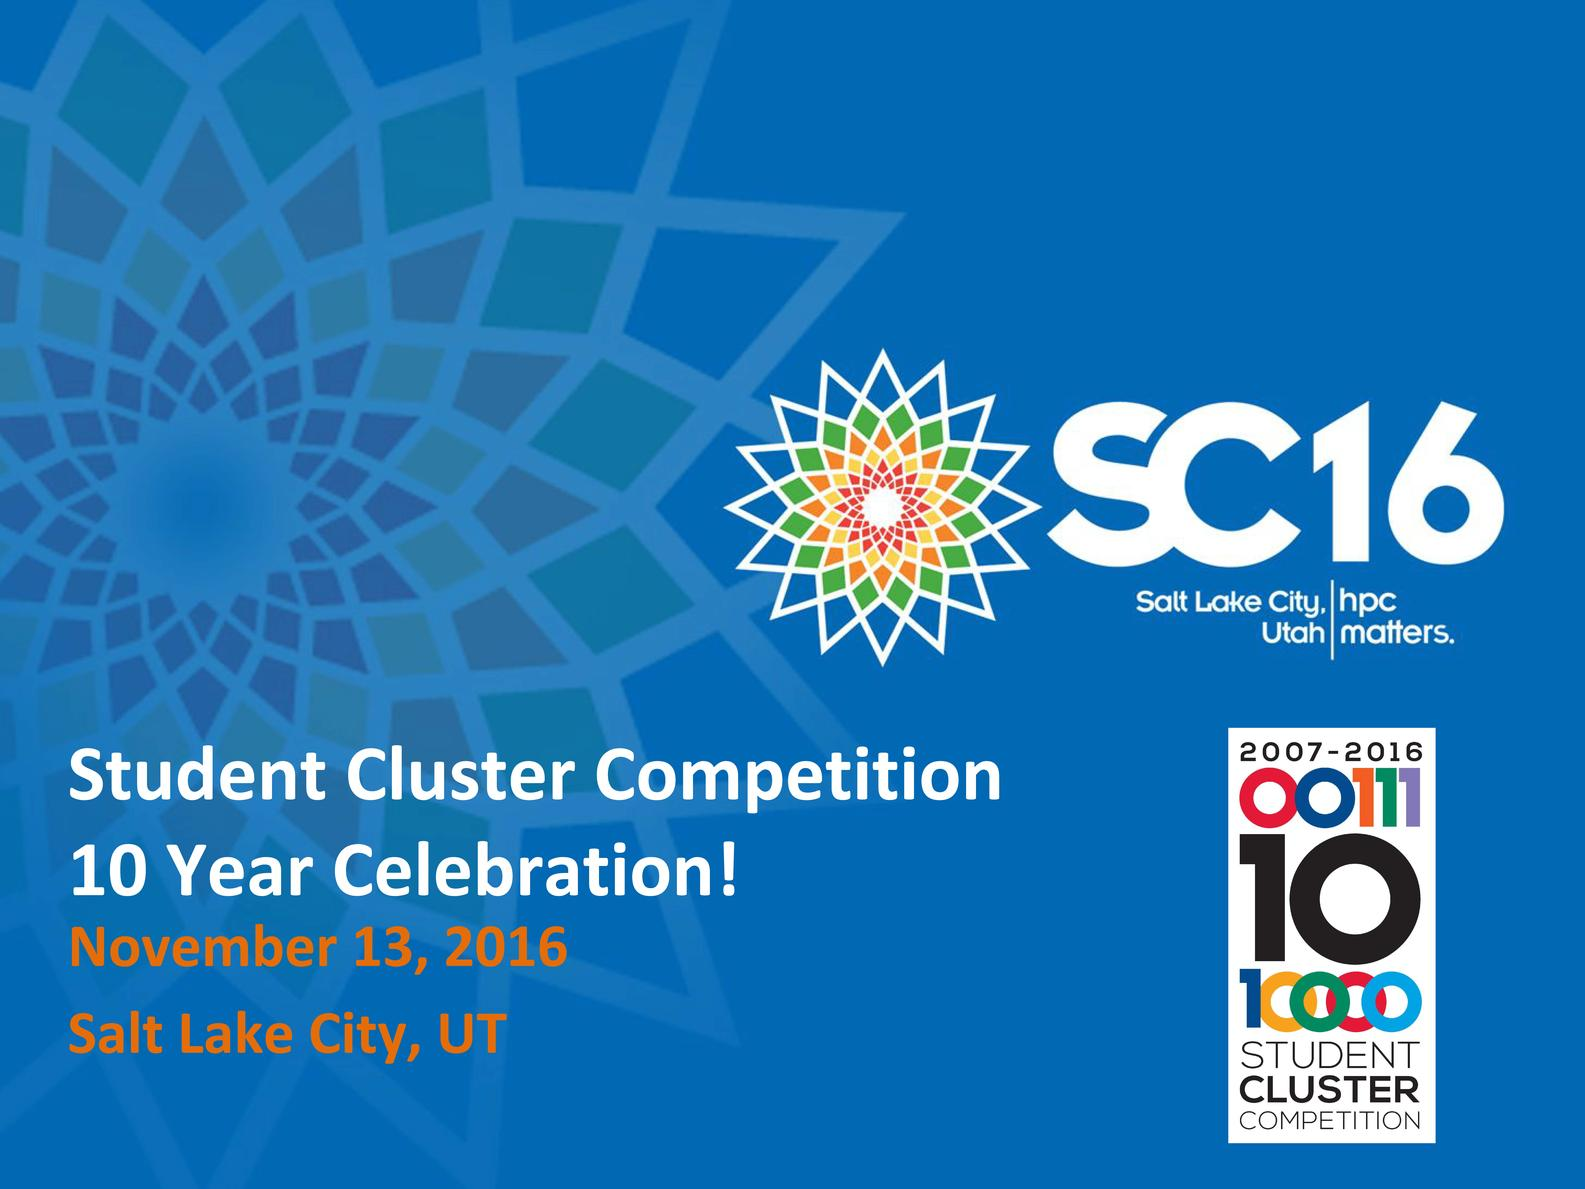 SC16
Salt Lake City, hpc
Utah matters.
Student Cluster Competition
10 Year Celebration!
November 13, 2016
Salt Lake City, UT
2007-2016
00111
10
10000
STUDENT
CLUSTER
COMPETITION